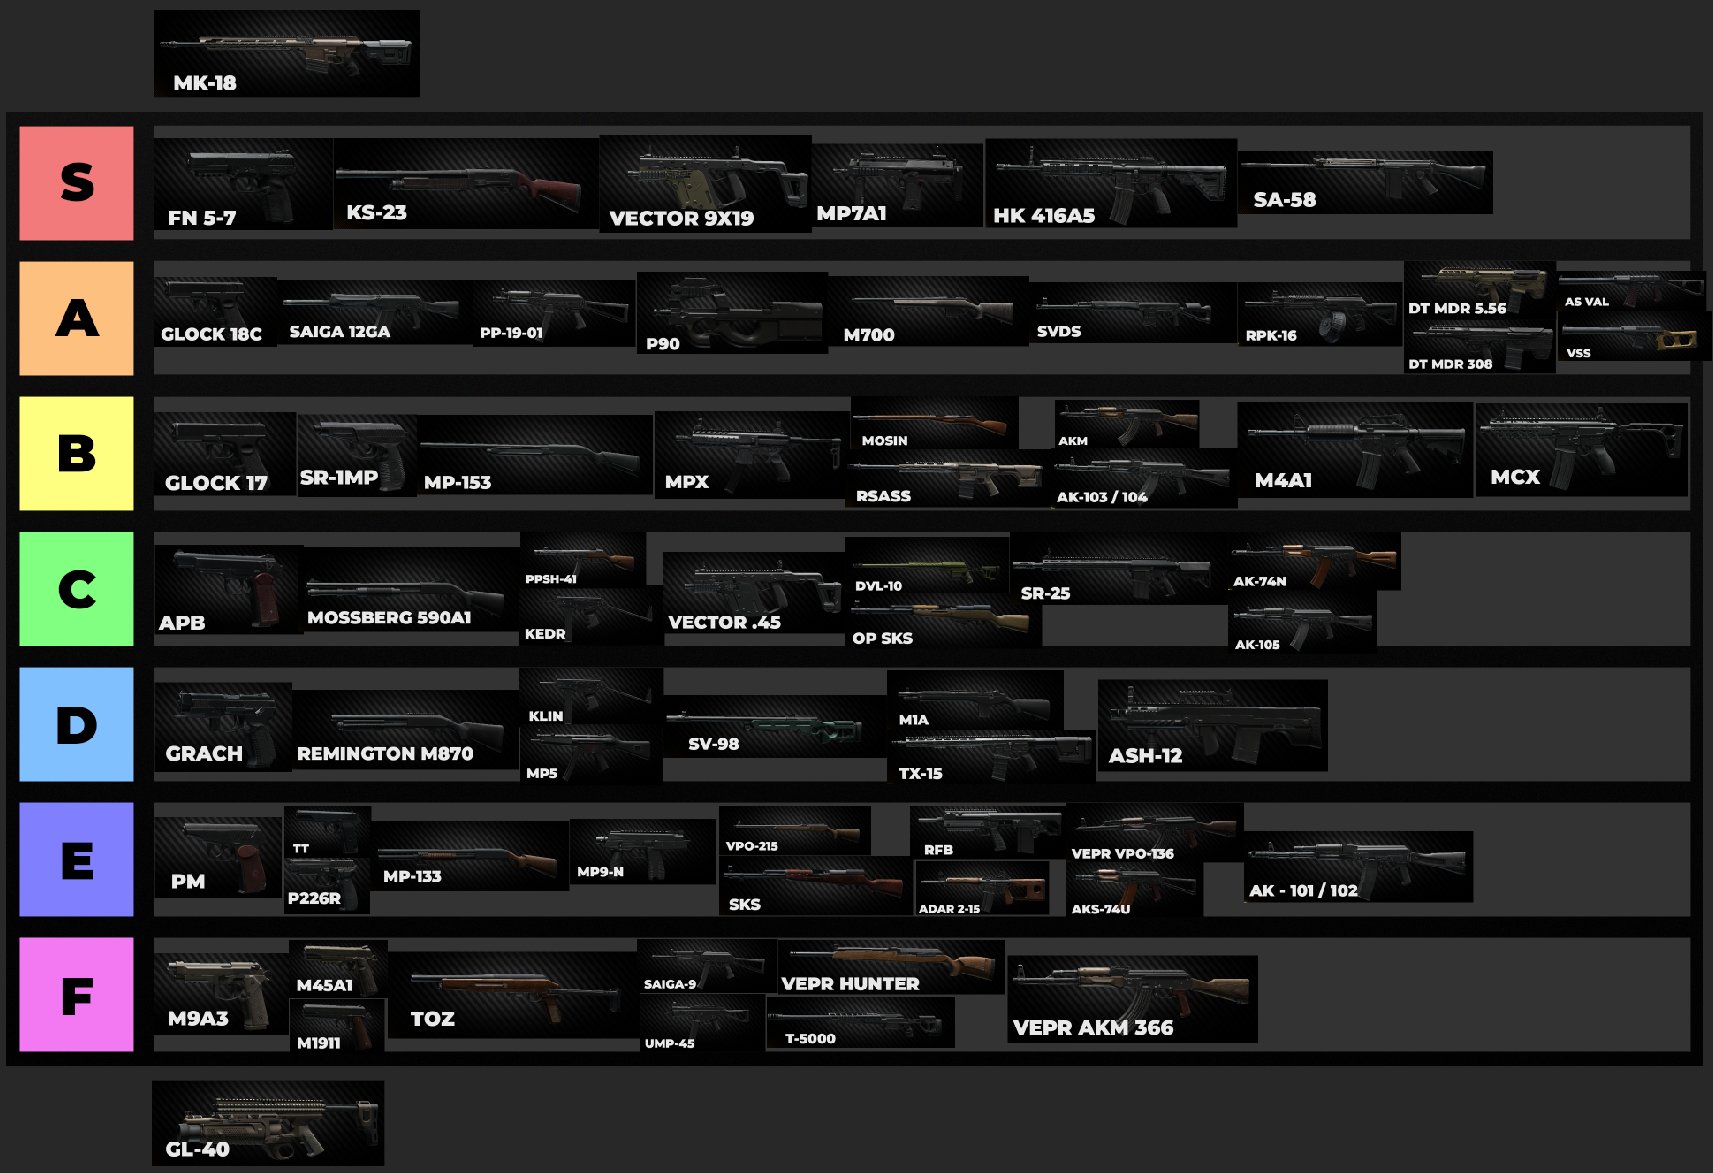 MK-18
S
FN 5-7
KS-23
VECTOR 9X19
MP7A1
HK 416A5
SA-58
A
GLOCK 18C
SAIGA 12GA
PP-19-01
P90
M700
SVDS
RPK-16
DT MDR 5.56
AS VAL
DT MDR 308
VSS
B
GLOCK 17
SR-1MP
MP-153
MPX
MOSIN
RSASS
AKM
AK-103 / 104
M4A1
MCX
C
APB
MOSSBERG 590A1
PPSH-41
KEDR
VECTOR .45
DVL-10
OP SKS
SR-25
AK-74N
AK-105
D
GRACH
REMINGTON M870
KLIN
MP5
SV-98
M1A
TX-15
ASH-12
E
PM
TT
P226R
MP-133
MP9-N
VPO-215
SKS
RFB
ADAR 2-15
VEPR VPO-136
AKS-74U
AK - 101 / 102
F
M9A3
M45A1
M1911
TOZ
SAIGA-9
UMP-45
VEPR HUNTER
T-5000
VEPR AKM 366
GL-40